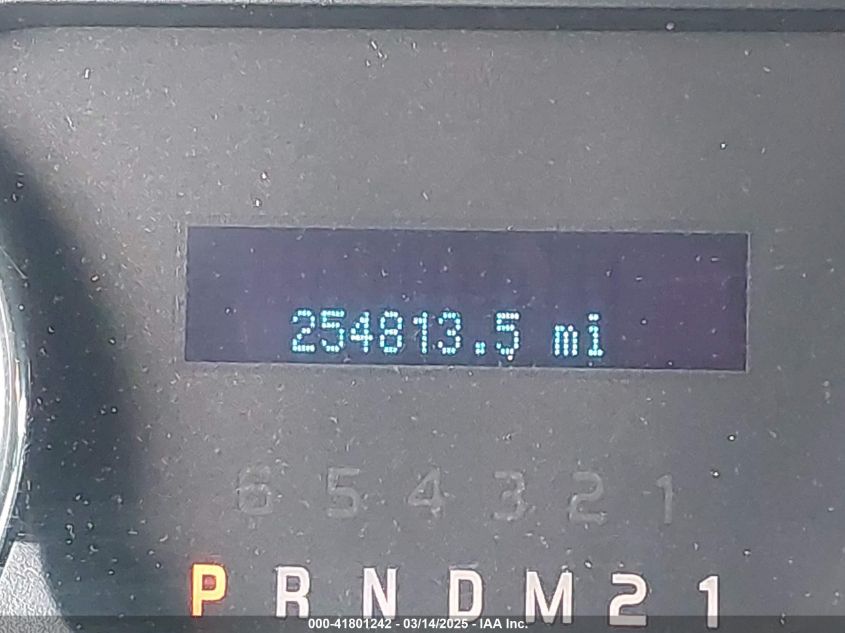 254813.5 mi
6 5 4 3 2 1
P R N D M 2 1
000-41801242 - 03/14/2025 - IAA Inc.